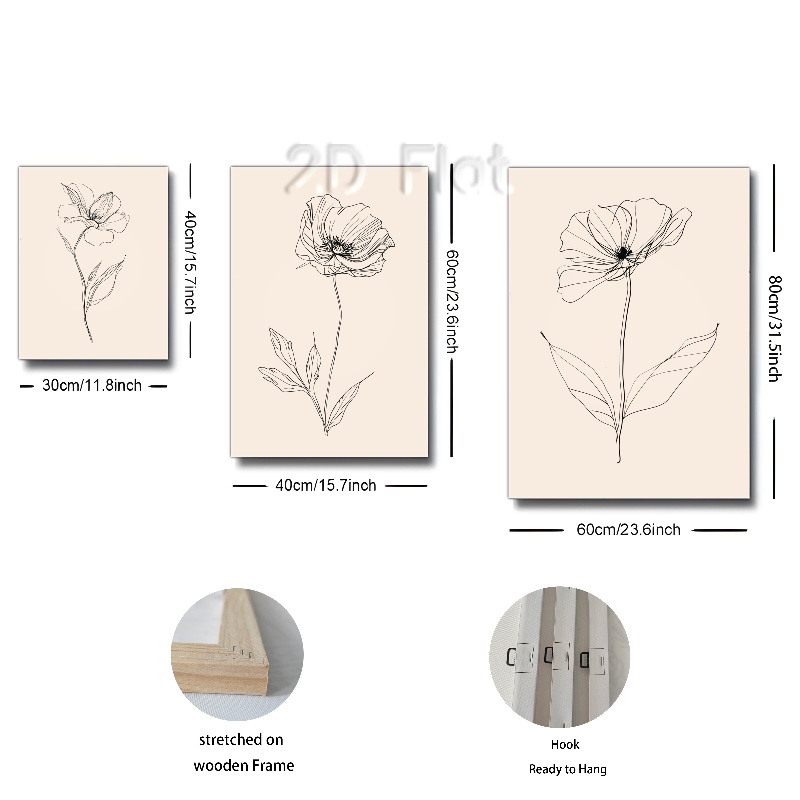 2D Flat
40cm/15.7inch
30cm/11.8inch
60cm/23.6inch
40cm/15.7inch
80cm/31.5inch
60cm/23.6inch
stretched on
wooden Frame
Hook
Ready to Hang